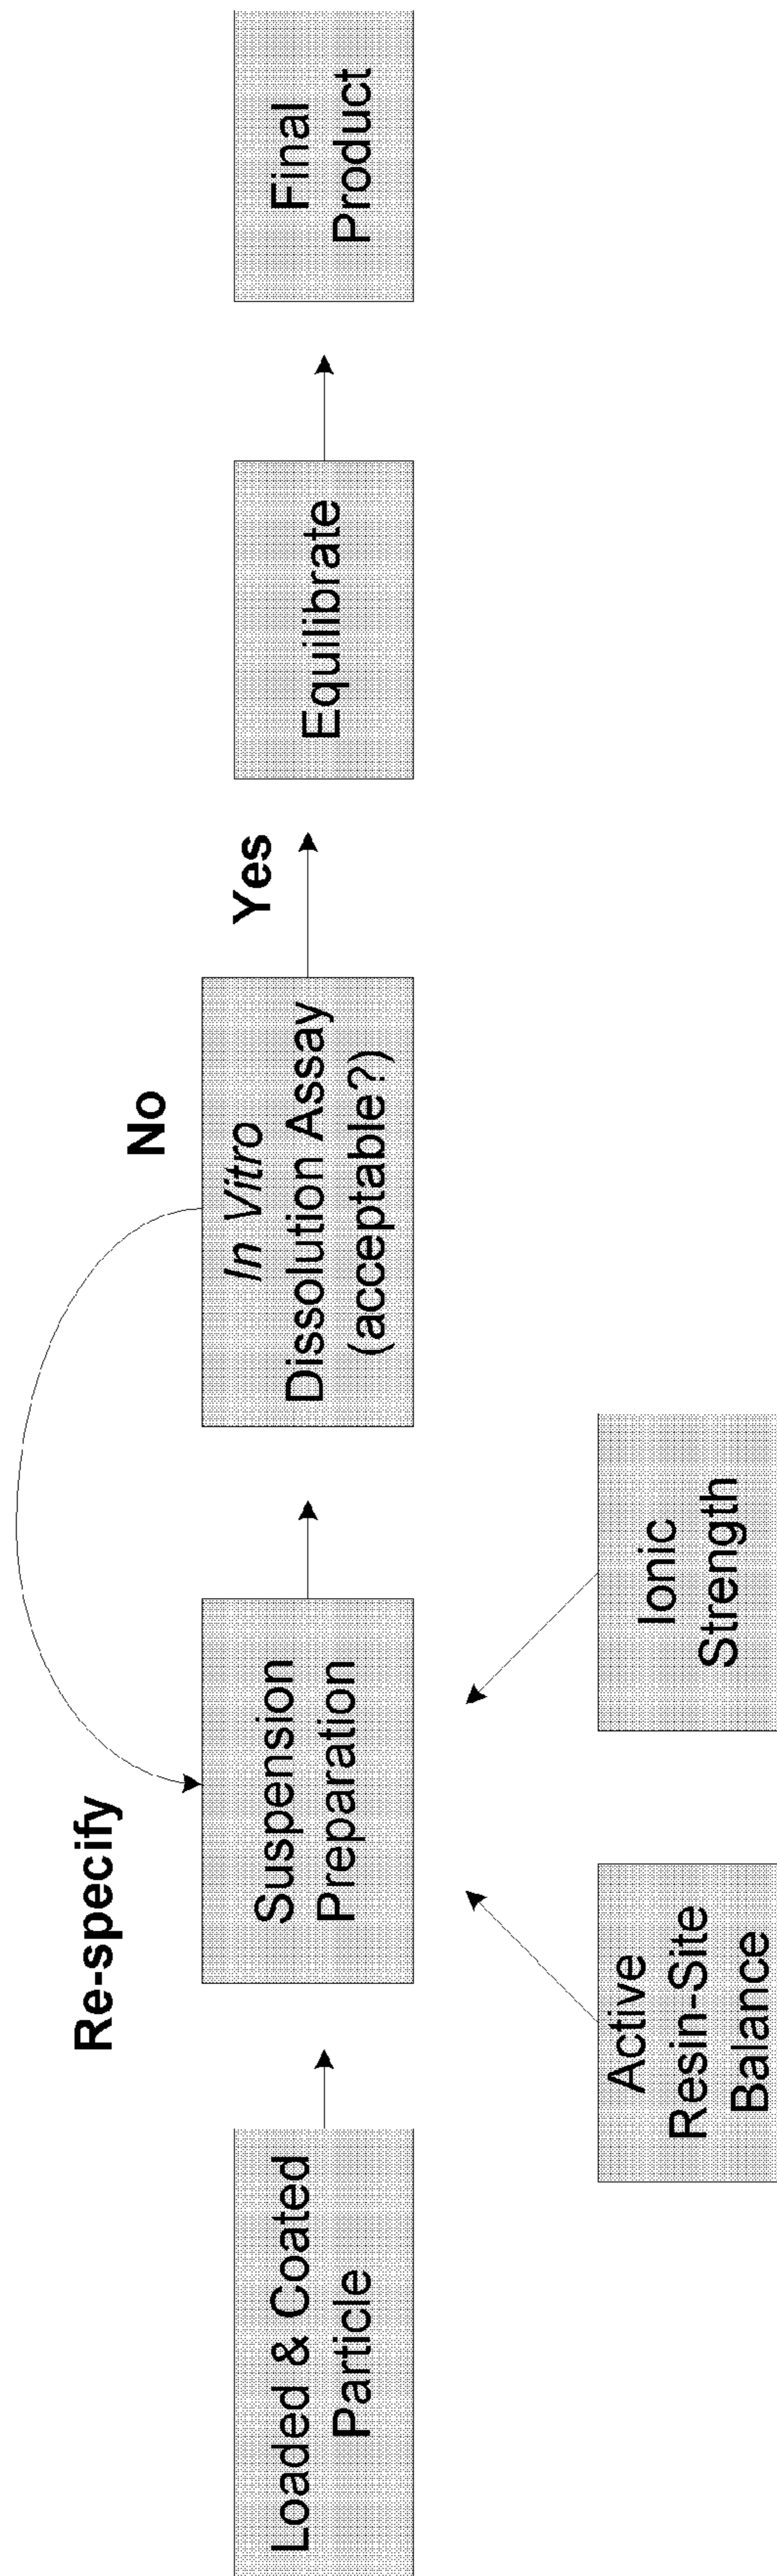 Re-specify
No
Loaded & Coated
Particle
Suspension
Preparation
In Vitro
Dissolution Assay
(acceptable?)
Yes
Equilibrate
Final
Product
Active
Resin-Site
Balance
Ionic
Strength